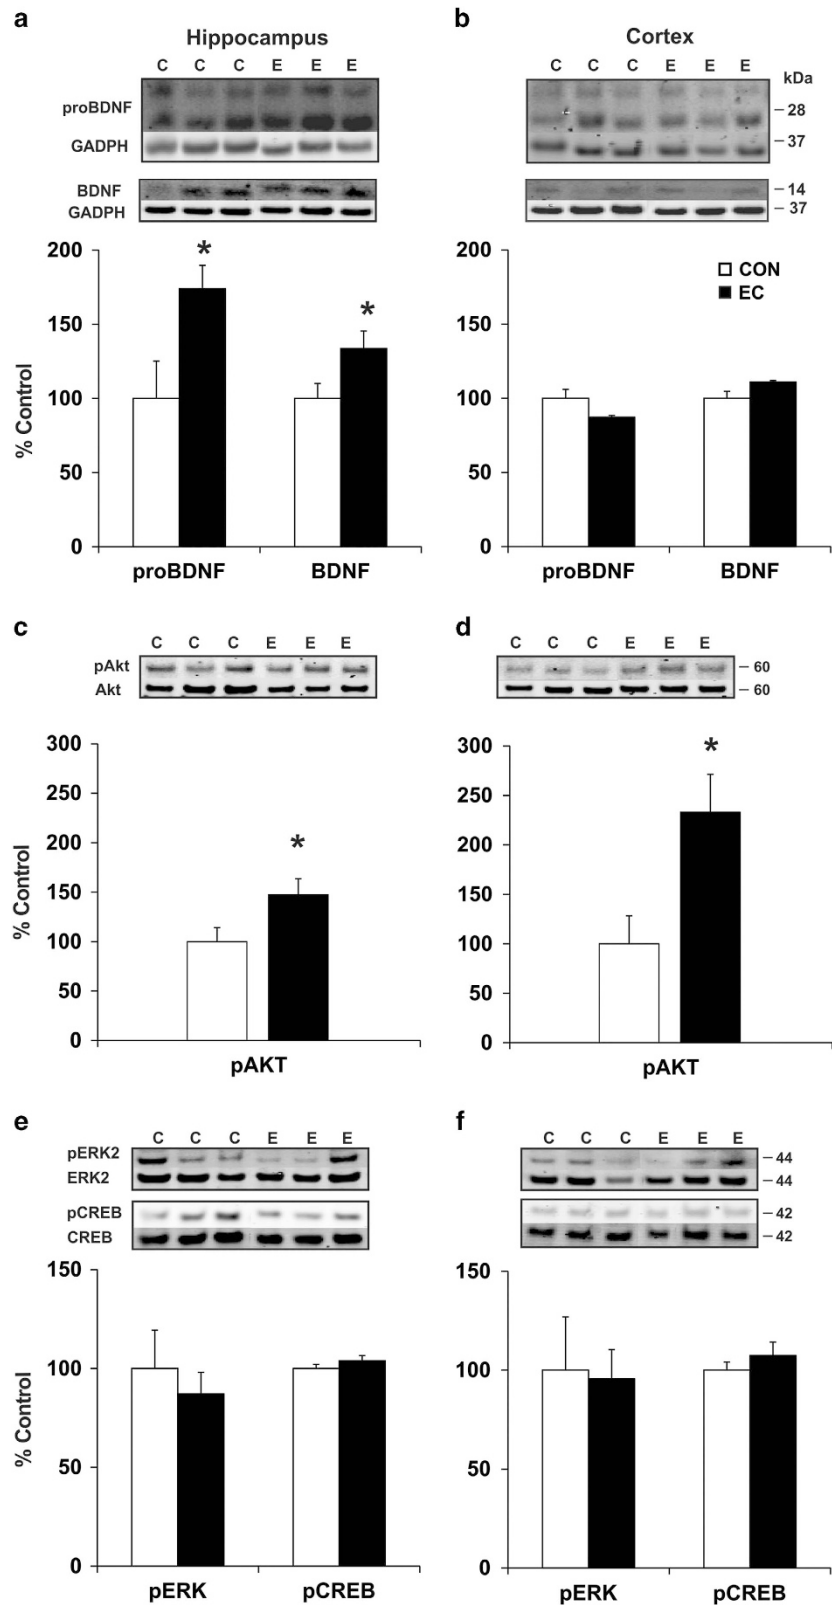 a
b
Hippocampus
Cortex
C C C E E E
C C C E E E
kDa
proBDNF
28
GADPH
37
BDNF
14
GADPH
37
200
150
100
50
0
% Control
*
*
proBDNF BDNF
200
150
100
50
0
CON
EC
proBDNF BDNF
c
d
C C C E E E
C C C E E E
pAkt
60
Akt
60
300
250
200
150
100
50
0
% Control
*
pAKT
300
250
200
150
100
50
0
*
pAKT
e
f
C C C E E E
C C C E E E
pERK2
44
ERK2
44
pCREB
42
CREB
42
150
100
50
0
% Control
pERK pCREB
150
100
50
0
pERK pCREB